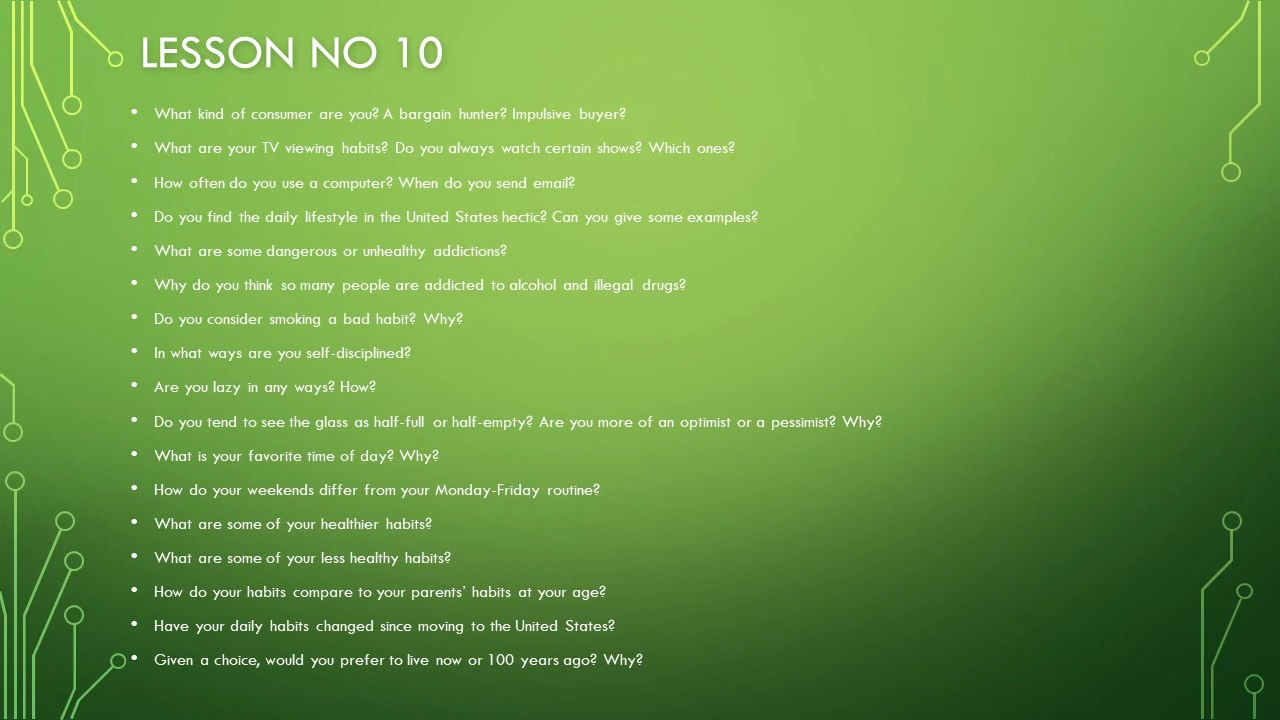 LESSON NO 10
• What kind of consumer are you? A bargain hunter? Impulsive buyer?
• What are your TV viewing habits? Do you always watch certain shows? Which ones?
• How often do you use a computer? When do you send email?
• Do you find the daily lifestyle in the United States hectic? Can you give some examples?
• What are some dangerous or unhealthy addictions?
• Why do you think so many people are addicted to alcohol and illegal drugs?
• Do you consider smoking a bad habit? Why?
• In what ways are you self-disciplined?
• Are you lazy in any ways? How?
• Do you tend to see the glass as half-full or half-empty? Are you more of an optimist or a pessimist? Why?
• What is your favorite time of day? Why?
• How do your weekends differ from your Monday-Friday routine?
• What are some of your healthier habits?
• What are some of your less healthy habits?
• How do your habits compare to your parents’ habits at your age?
• Have your daily habits changed since moving to the United States?
• Given a choice, would you prefer to live now or 100 years ago? Why?